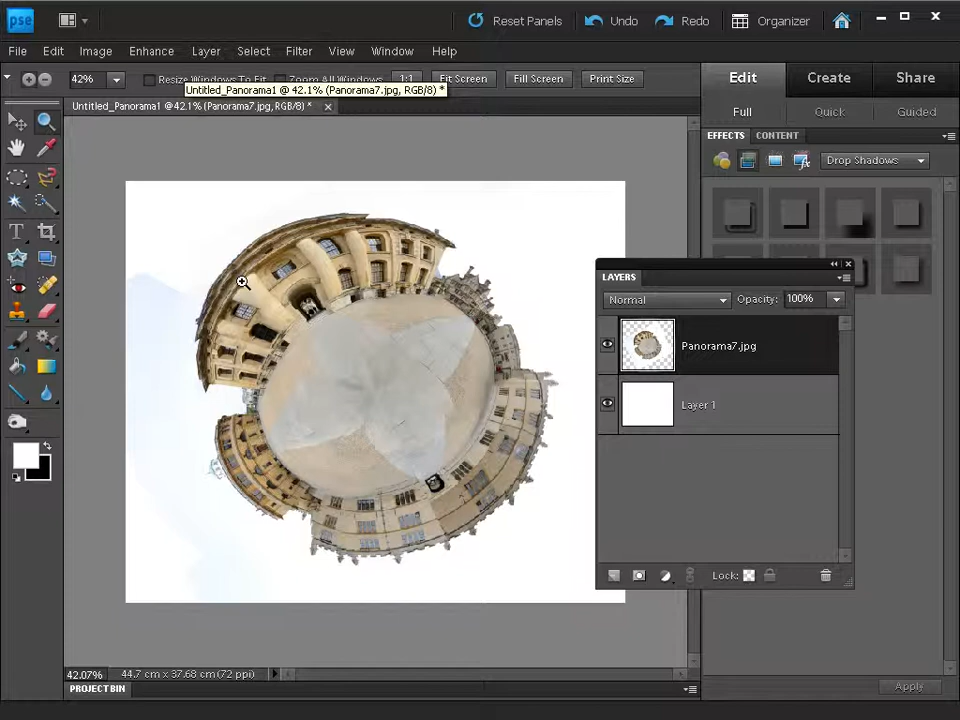 pse
Reset Panels
Undo
Redo
Organizer
File Edit Image Enhance Layer Select Filter View Window Help
42%
Resize Windows To Fit
Zoom All Windows
1:1
Fit Screen
Fill Screen
Print Size
Edit
Create
Share
Untitled_Panorama1 @ 42.1% (Panorama7.jpg, RGB/8) *
Untitled_Panorama1 @ 42.1% (Panorama7.jpg, RGB/8) *
Full
Quick
Guided
EFFECTS
CONTENT
Drop Shadows
LAYERS
Normal
Opacity: 100%
Panorama7.jpg
Layer 1
Lock:
42.07%
44.7 cm x 37.68 cm (72 ppi)
PROJECT BIN
Apply